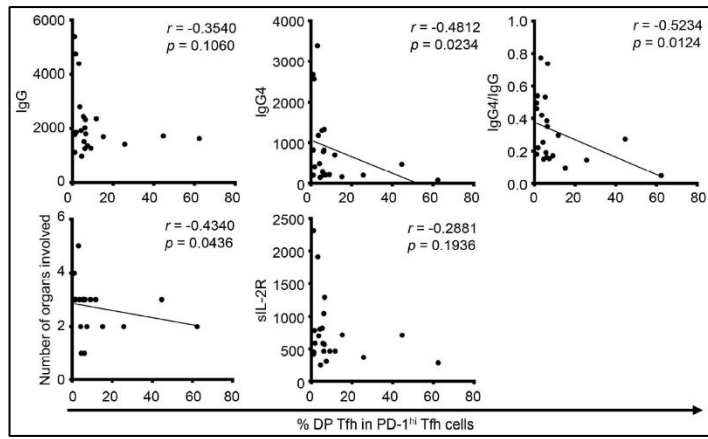 6000
4000
2000
0
IgG
r = -0.3540
p = 0.1060
0 20 40 60 80
4000
3000
2000
1000
0
IgG4
r = -0.4812
p = 0.0234
0 20 40 60 80
1.0
0.8
0.6
0.4
0.2
0.0
IgG4/IgG
r = -0.5234
p = 0.0124
0 20 40 60 80
6
4
2
0
Number of organs involved
r = -0.4340
p = 0.0436
0 20 40 60 80
2500
2000
1500
1000
500
0
sIL-2R
r = -0.2881
p = 0.1936
0 20 40 60 80
% DP Tfh in PD-1ʰⁱ Tfh cells